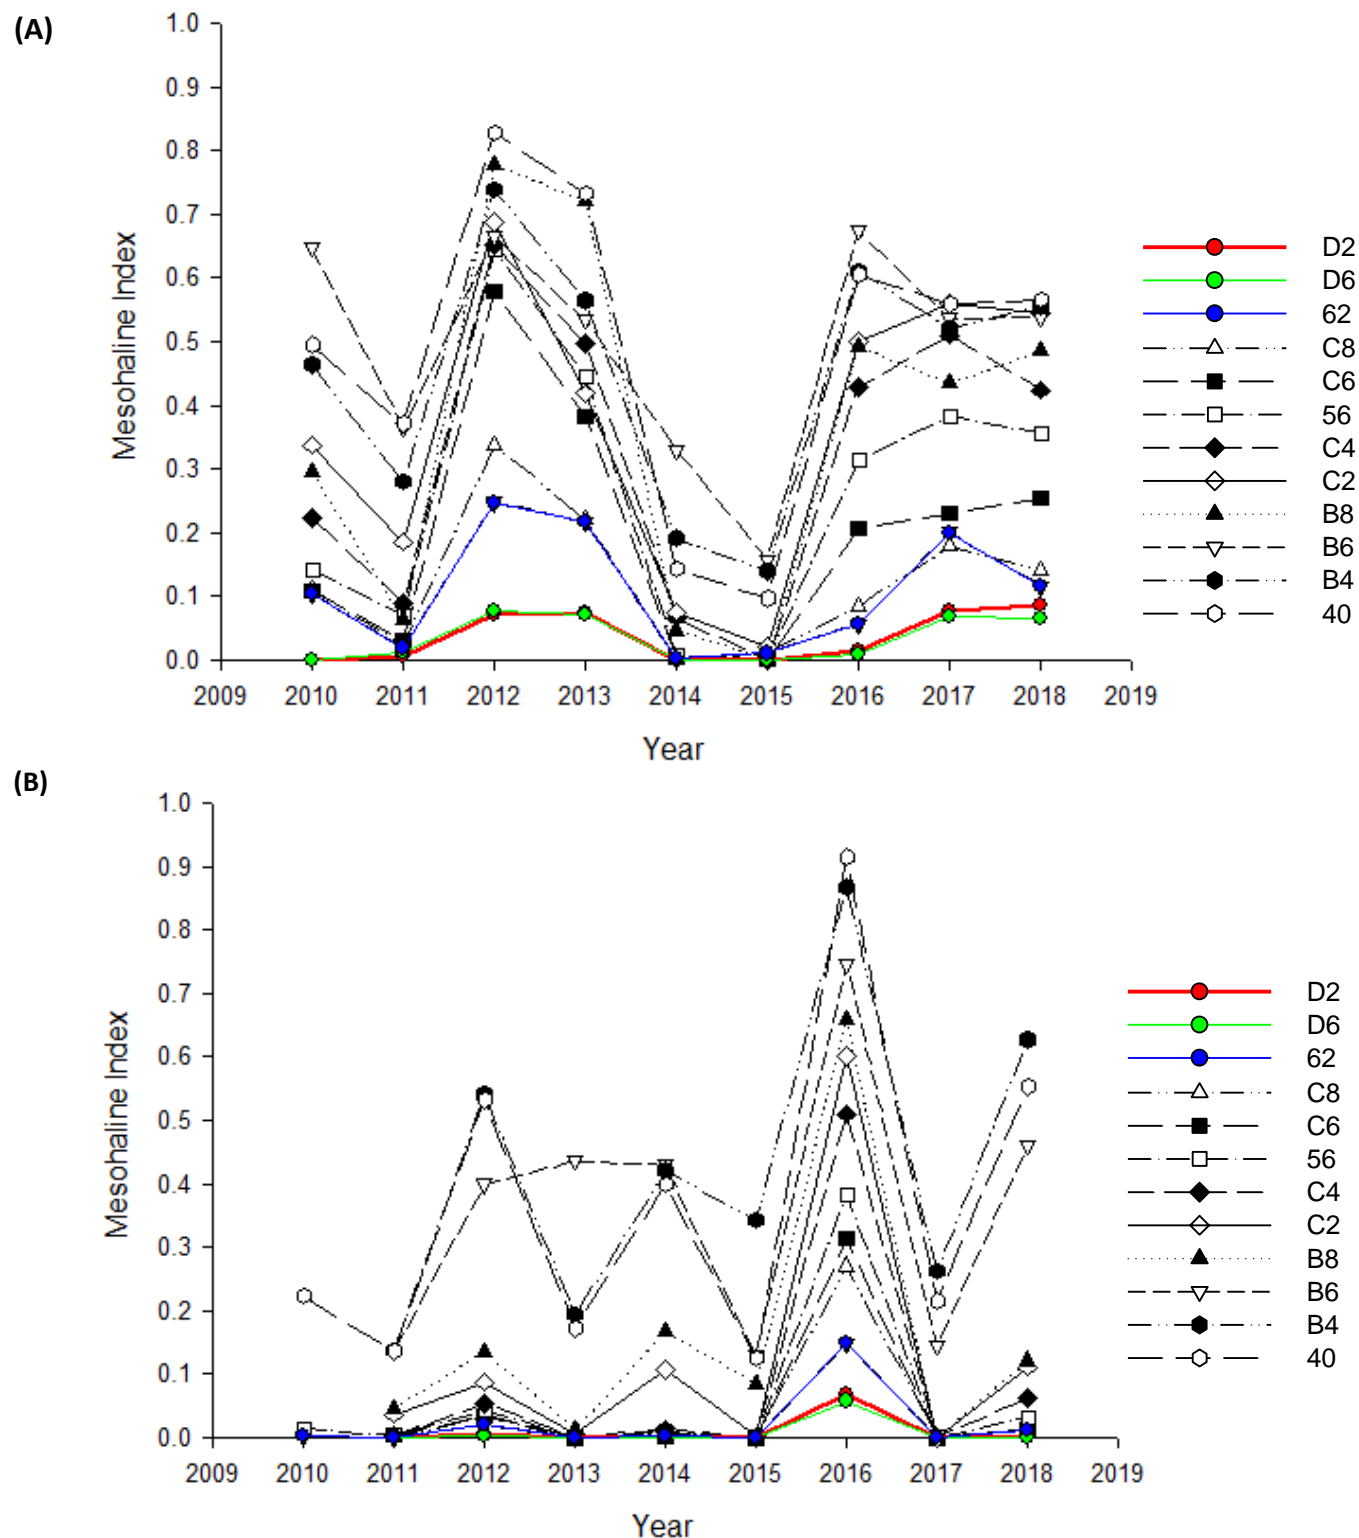 (A)
1.0
0.9
0.8
0.7
0.6
0.5
0.4
0.3
0.2
0.1
0.0
Mesohaline Index
2009 2010 2011 2012 2013 2014 2015 2016 2017 2018 2019
Year
D2
D6
62
C8
C6
56
C4
C2
B8
B6
B4
40
(B)
1.0
0.9
0.8
0.7
0.6
0.5
0.4
0.3
0.2
0.1
0.0
Mesohaline Index
2009 2010 2011 2012 2013 2014 2015 2016 2017 2018 2019
Year
D2
D6
62
C8
C6
56
C4
C2
B8
B6
B4
40